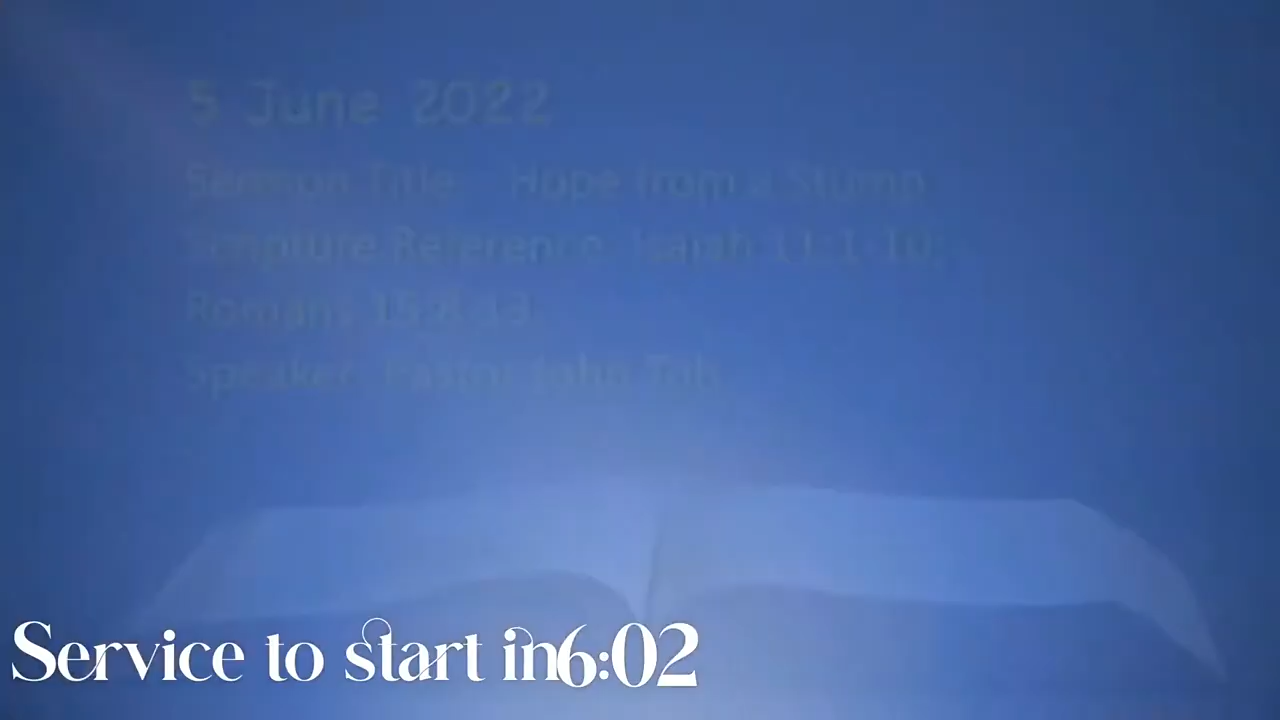 5 June 2022
Sermon Title: Hope from a Stump
Scripture Reference: Isaiah 11:1-10;
Romans 15:8-13
Speaker: Pastor John
Service to start in6:02